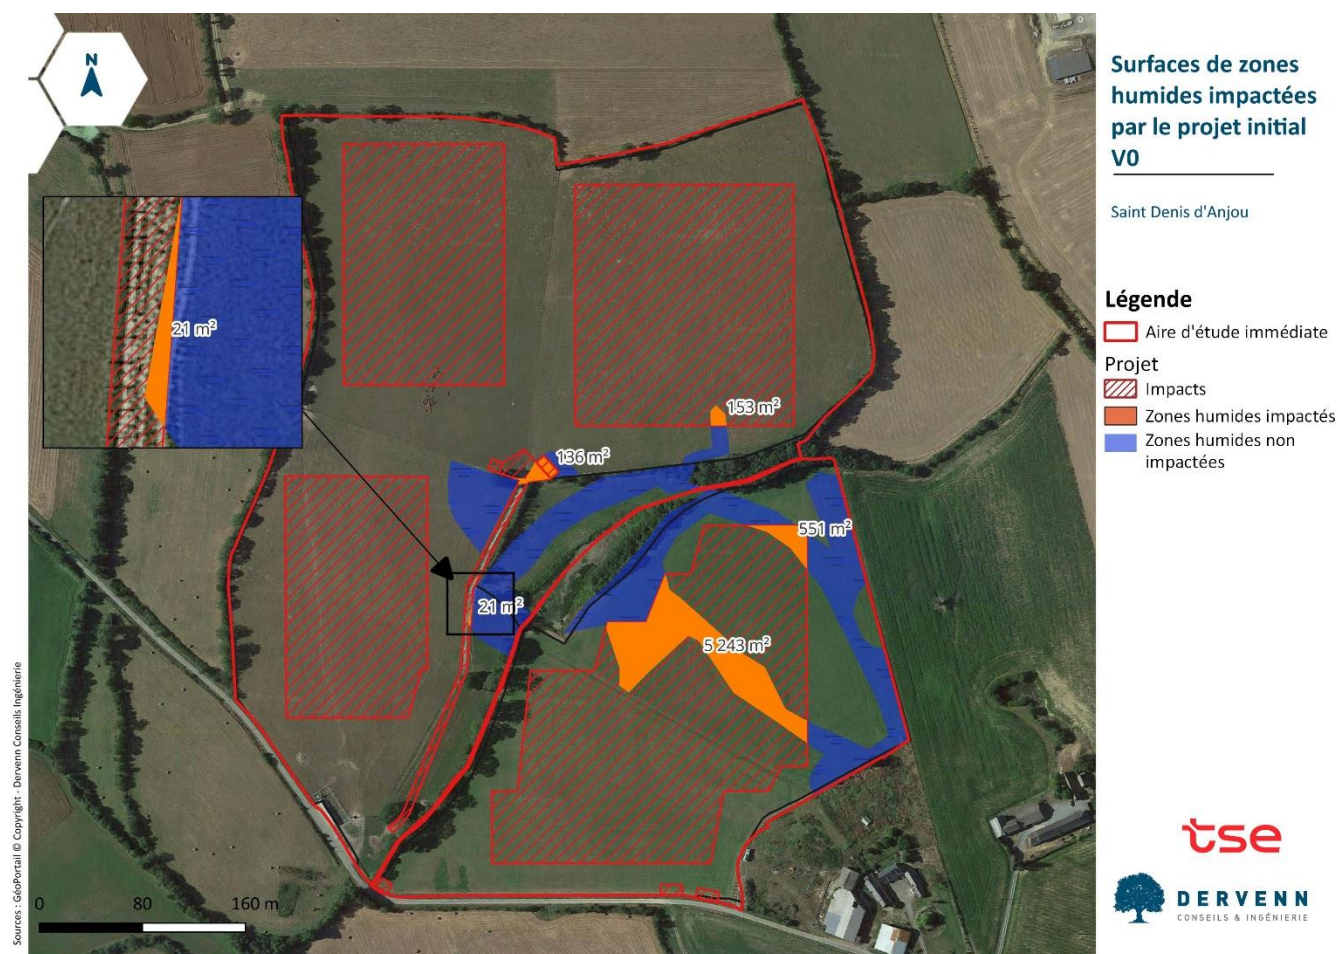 N
Surfaces de zones
humides impactées
par le projet initial
V0
Saint Denis d'Anjou
Légende
Aire d'étude immédiate
Projet
Impacts
Zones humides impactés
Zones humides non
impactées
21 m²
153 m²
136 m²
551 m²
21 m²
5 243 m²
0 80 160 m
Sources : GéoPortail © Copyright - Dervenn Conseils Ingénierie
tse
DERVENN
CONSEILS & INGÉNIERIE